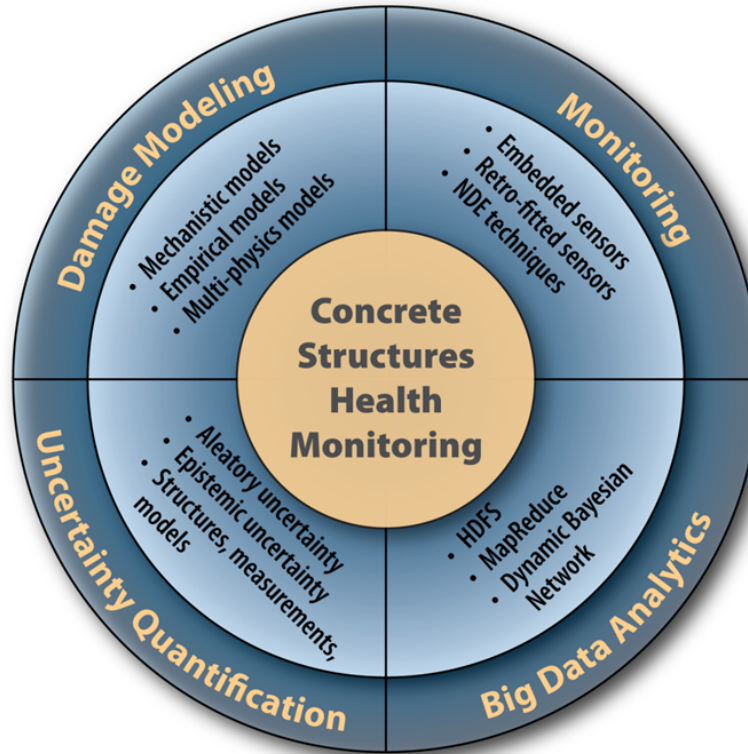 Damage Modeling
• Mechanistic models
• Empirical models
• Multi-physics models
Monitoring
• Embedded sensors
• Retro-fitted sensors
• NDE techniques
Concrete
Structures
Health
Monitoring
Uncertainty Quantification
• Aleatory uncertainty
• Epistemic uncertainty
• Structures, measurements,
models
Big Data Analytics
• HDFS
• MapReduce
• Dynamic Bayesian
Network